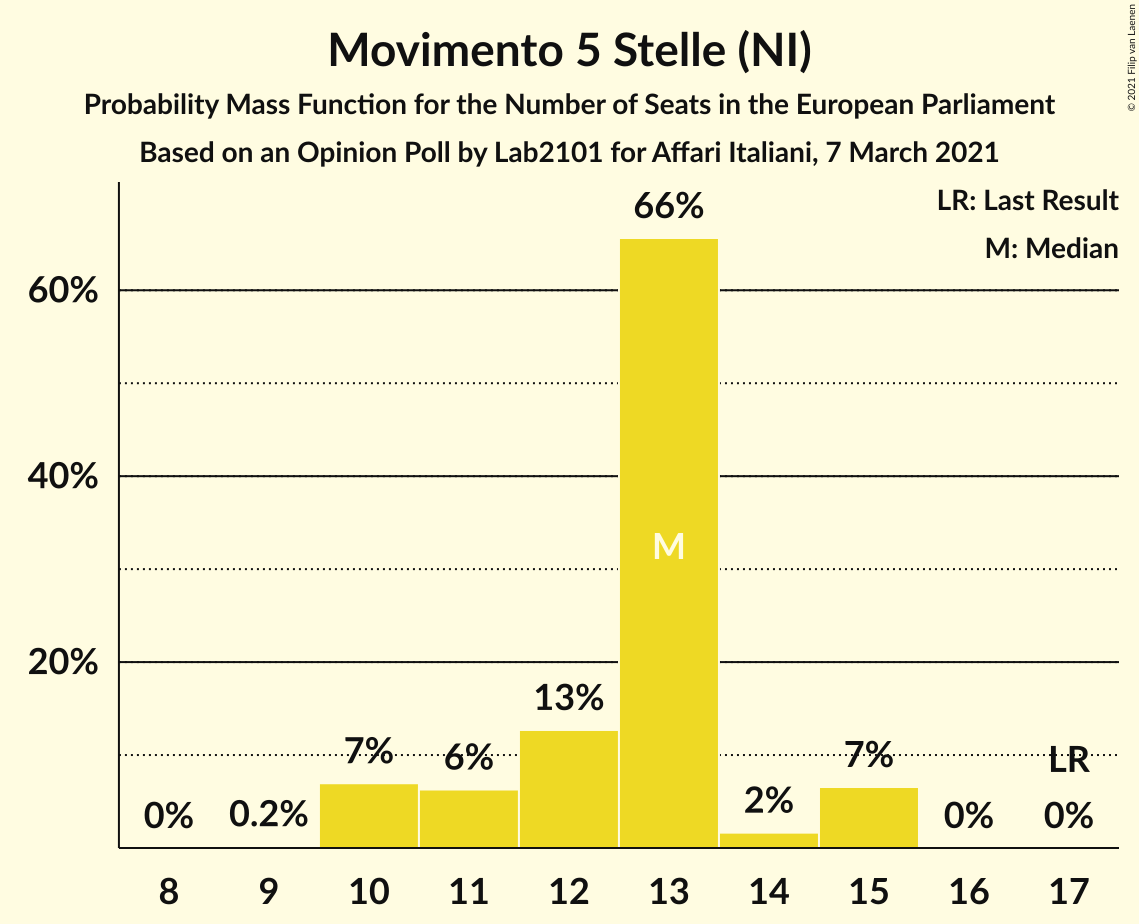 Movimento 5 Stelle (NI)
Probability Mass Function for the Number of Seats in the European Parliament
Based on an Opinion Poll by Lab2101 for Affari Italiani, 7 March 2021
© 2021 Filip van Laenen
LR: Last Result
M: Median
66%
60%
40%
M
20%
13%
7%
6%
7%
LR
0%
0.2%
2%
0%
0%
8 9 10 11 12 13 14 15 16 17